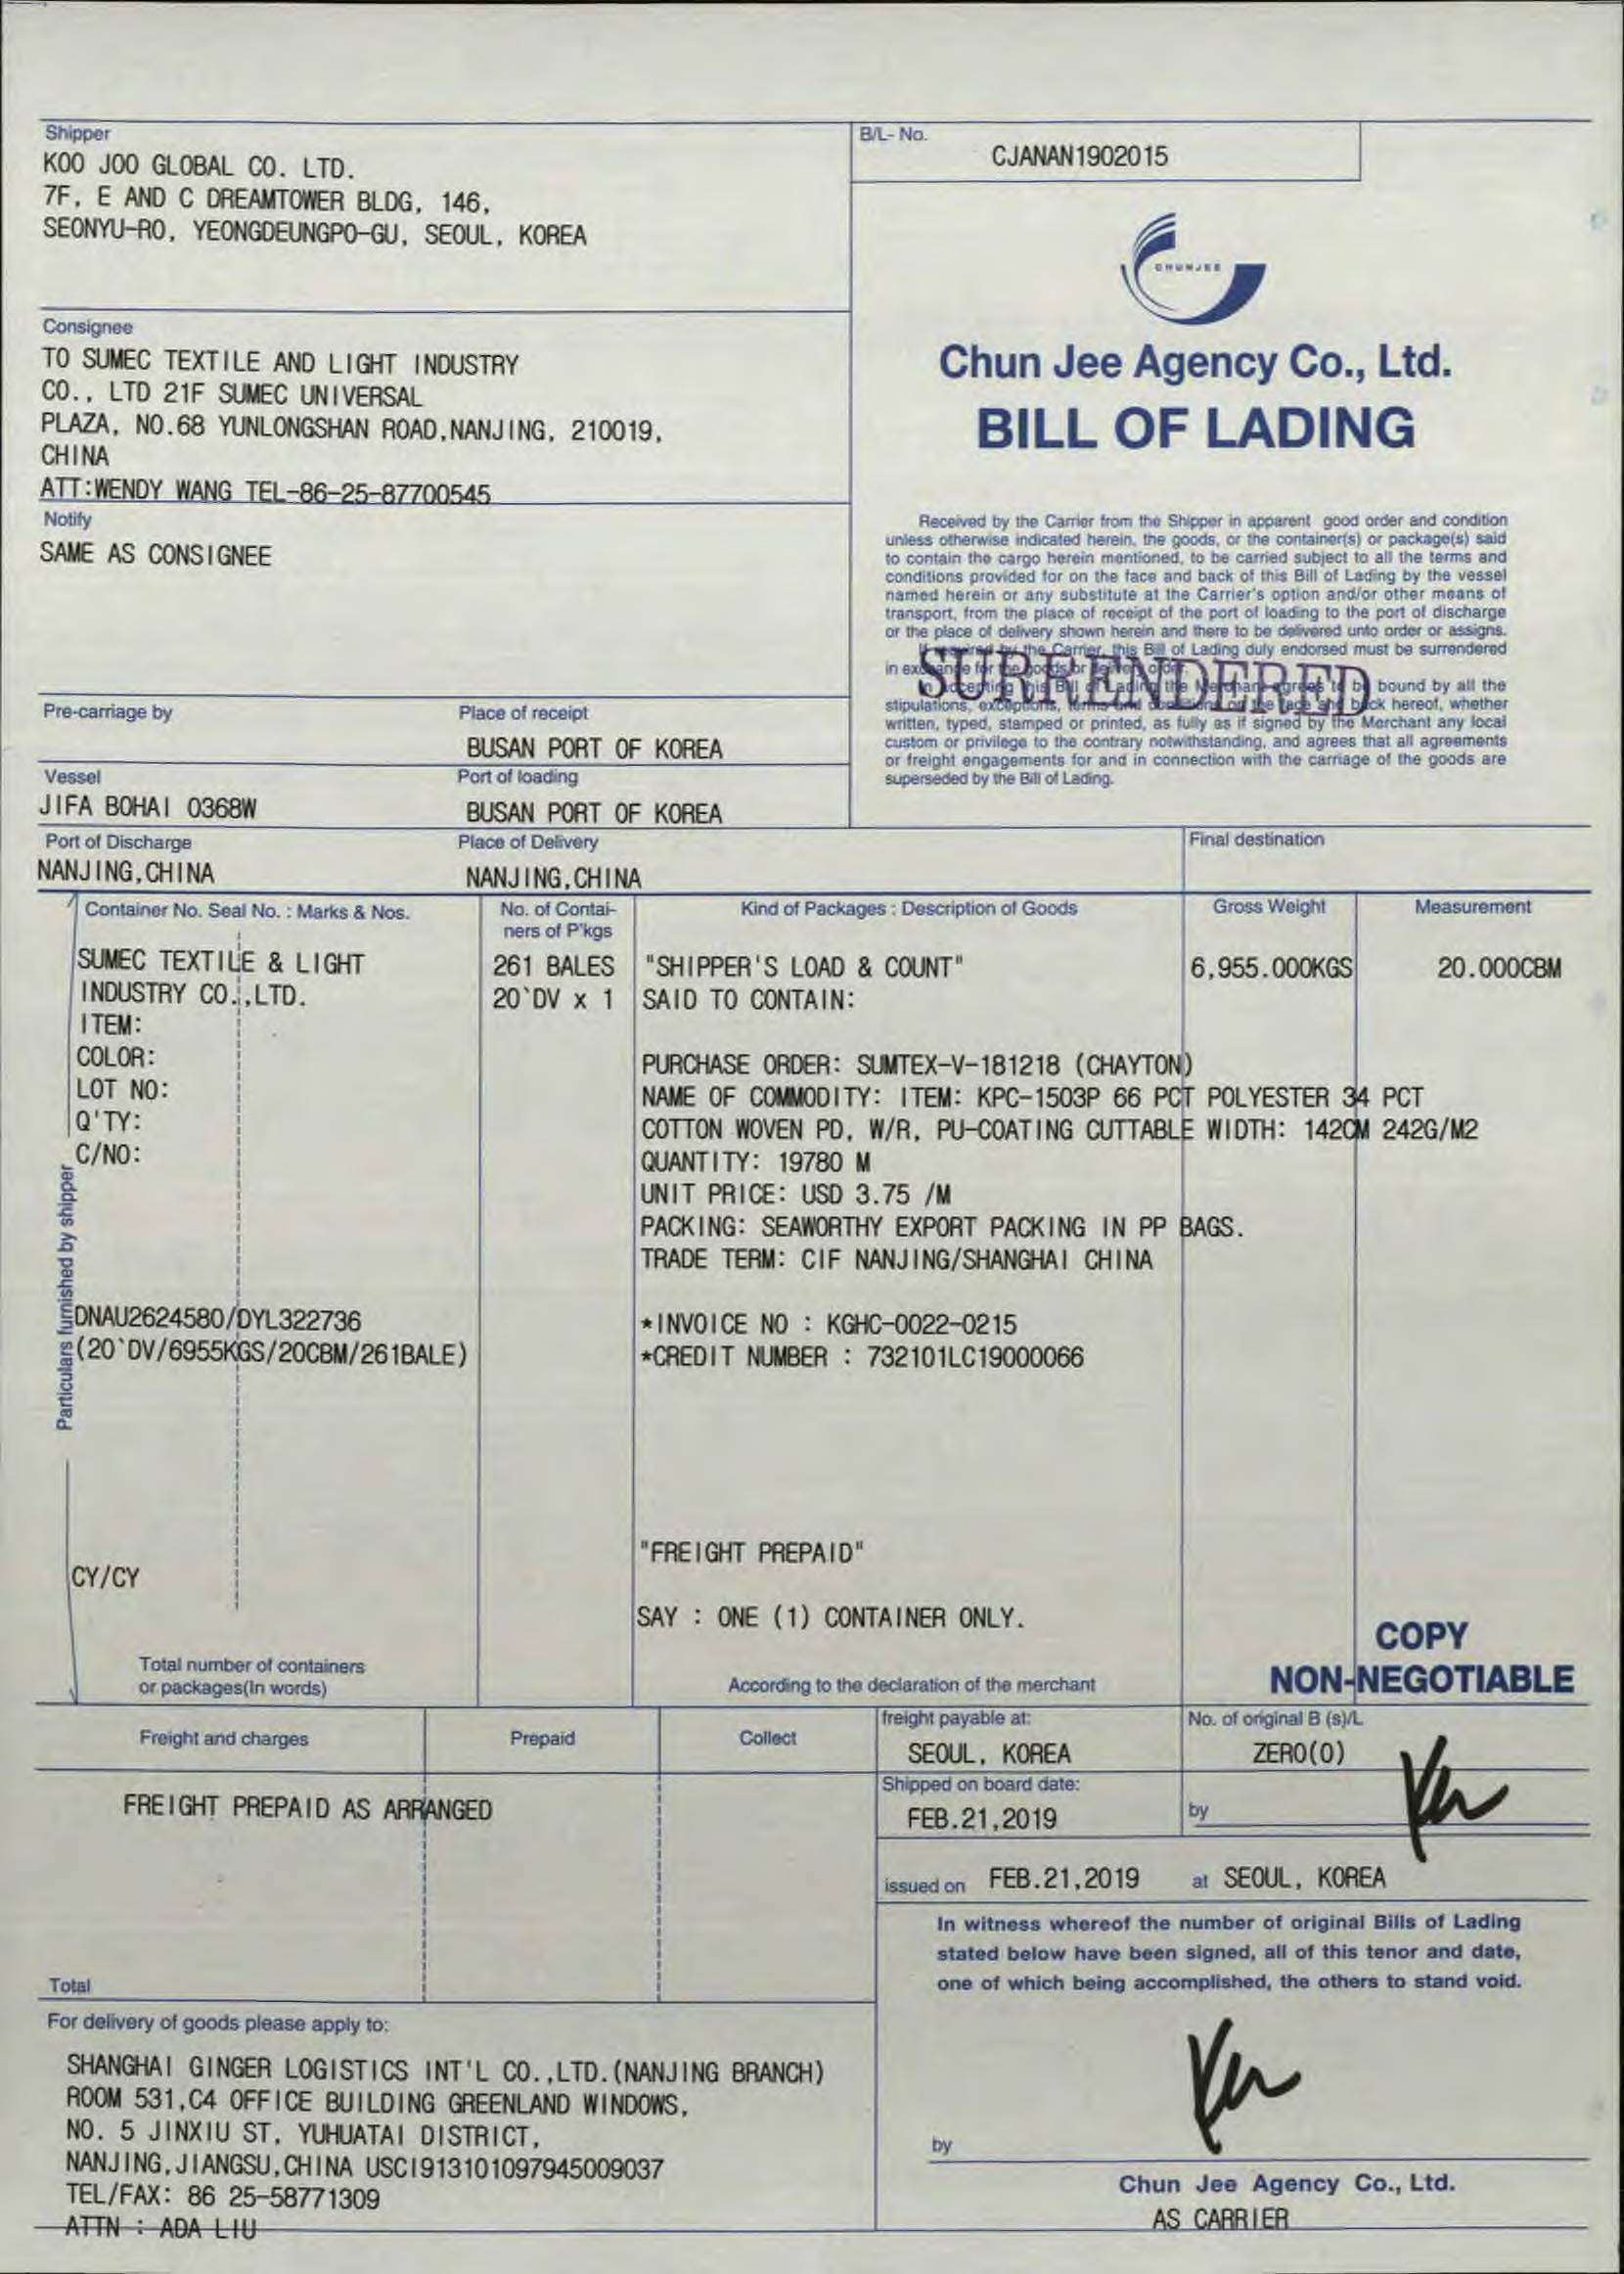 Shipper
KOO JOO GLOBAL CO. LTD.
7F, E AND C DREAMTOWER BLDG, 146,
SEONYU-RO, YEONGDEUNGPO-GU, SEOUL, KOREA
B/L- No.
CJANAN1902015
CHUNJEE
Chun Jee Agency Co., Ltd.
BILL OF LADING
Consignee
TO SUMEC TEXTILE AND LIGHT INDUSTRY
CO., LTD 21F SUMEC UNIVERSAL
PLAZA, NO.68 YUNLONGSHAN ROAD,NANJING, 210019,
CHINA
ATT:WENDY WANG TEL-86-25-87700545
Notify
SAME AS CONSIGNEE
Received by the Carrier from the Shipper in apparent good order and condition
unless otherwise indicated herein, the goods, or the container(s) or package(s) said
to contain the cargo herein mentioned, to be carried subject to all the terms and
conditions provided for on the face and back of this Bill of Lading by the vessel
named herein or any substitute at the Carrier's option and/or other means of
transport, from the place of receipt of the port of loading to the port of discharge
or the place of delivery shown herein and there to be delivered unto order or assigns.
If required by the Carrier, this Bill of Lading duly endorsed must be surrendered
in exchange for the goods or delivery order.
In accepting this Bill of Lading the Merchant agrees to be bound by all the
stipulations, exceptions, terms and conditions on the face and back hereof, whether
written, typed, stamped or printed, as fully as if signed by the Merchant any local
custom or privilege to the contrary notwithstanding, and agrees that all agreements
or freight engagements for and in connection with the carriage of the goods are
superseded by the Bill of Lading.
SURRENDERED
Pre-carriage by
Place of receipt
BUSAN PORT OF KOREA
Vessel
JIFA BOHAI 0368W
Port of loading
BUSAN PORT OF KOREA
Port of Discharge
NANJING,CHINA
Place of Delivery
NANJING,CHINA
Final destination
Container No. Seal No. : Marks & Nos.
No. of Contai-
ners of P'kgs
Kind of Packages : Description of Goods
Gross Weight
Measurement
SUMEC TEXTILE & LIGHT
INDUSTRY CO.,LTD.
ITEM:
COLOR:
LOT NO:
Q'TY:
C/NO:
261 BALES
20`DV x 1
"SHIPPER'S LOAD & COUNT"
SAID TO CONTAIN:
6,955.000KGS
20.000CBM
PURCHASE ORDER: SUMTEX-V-181218 (CHAYTON)
NAME OF COMMODITY: ITEM: KPC-1503P 66 PCT POLYESTER 34 PCT
COTTON WOVEN PD, W/R, PU-COATING CUTTABLE WIDTH: 142CM 242G/M2
QUANTITY: 19780 M
UNIT PRICE: USD 3.75 /M
PACKING: SEAWORTHY EXPORT PACKING IN PP BAGS.
TRADE TERM: CIF NANJING/SHANGHAI CHINA
Particulars furnished by shipper
DNAU2624580/DYL322736
(20`DV/6955KGS/20CBM/261BALE)
*INVOICE NO : KGHC-0022-0215
*CREDIT NUMBER : 732101LC19000066
CY/CY
"FREIGHT PREPAID"
SAY : ONE (1) CONTAINER ONLY.
COPY
NON-NEGOTIABLE
Total number of containers
or packages(In words)
According to the declaration of the merchant
Freight and charges
Prepaid
Collect
freight payable at:
SEOUL, KOREA
No. of original B (s)/L
ZERO(0)
FREIGHT PREPAID AS ARRANGED
Shipped on board date:
FEB.21,2019
by
issued on FEB.21,2019 at SEOUL, KOREA
In witness whereof the number of original Bills of Lading
stated below have been signed, all of this tenor and date,
one of which being accomplished, the others to stand void.
Total
For delivery of goods please apply to:
SHANGHAI GINGER LOGISTICS INT'L CO.,LTD.(NANJING BRANCH)
ROOM 531,C4 OFFICE BUILDING GREENLAND WINDOWS,
NO. 5 JINXIU ST, YUHUATAI DISTRICT,
NANJING,JIANGSU,CHINA USCI9131010979450​09037
TEL/FAX: 86 25-58771309
ATTN : ADA LIU
by
Chun Jee Agency Co., Ltd.
AS CARRIER